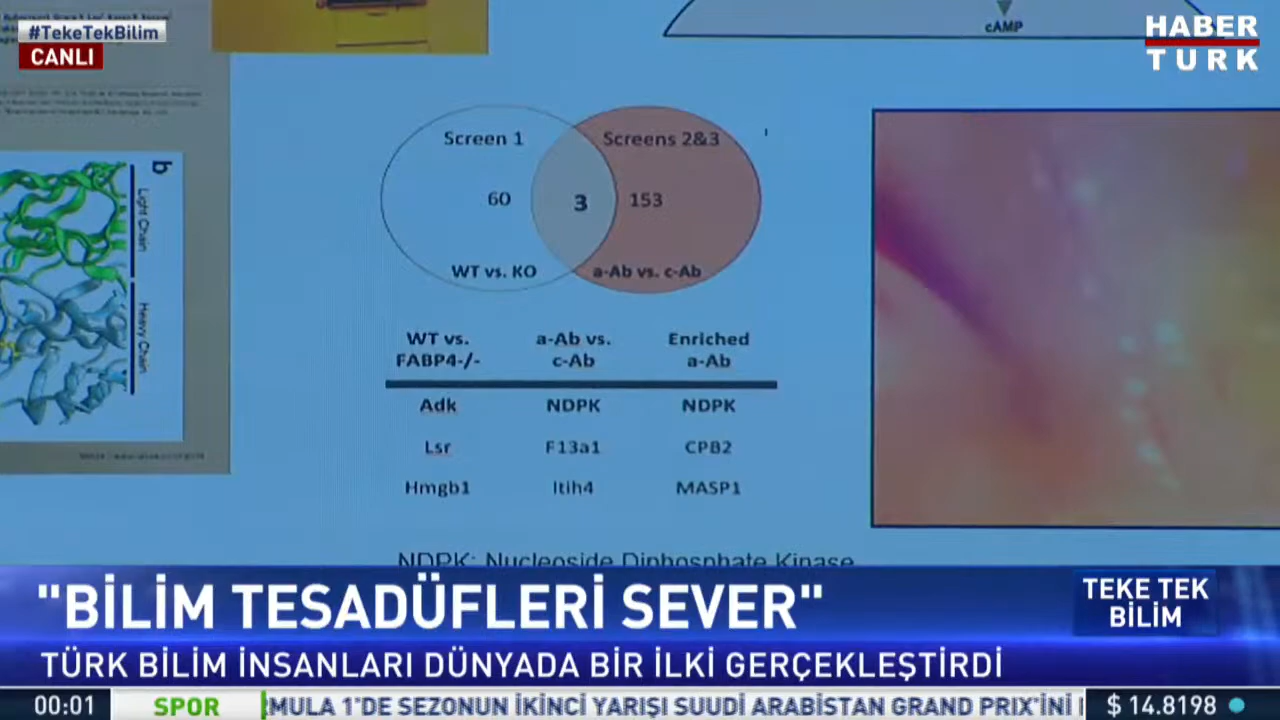 #TekeTekBilim
CANLI
HABER
TURK
cAMP
b
Light Chain
Heavy Chain
Screen 1
Screens 2&3
60
3
153
WT vs. KO
a-Ab vs. c-Ab
WT vs.
FABP4-/-
a-Ab vs.
c-Ab
Enriched
a-Ab
Adk
NDPK
NDPK
Lsr
F13a1
CPB2
Hmgb1
Itih4
MASP1
NDPK: Nucleoside Diphosphate Kinase
"BİLİM TESADÜFLERİ SEVER"
TÜRK BİLİM İNSANLARI DÜNYADA BİR İLKİ GERÇEKLEŞTİRDİ
TEKE TEK
BİLİM
00:01
SPOR
RMULA 1'DE SEZONUN İKİNCİ YARIŞI SUUDİ ARABİSTAN GRAND PRIX'İNİ
$ 14.8198